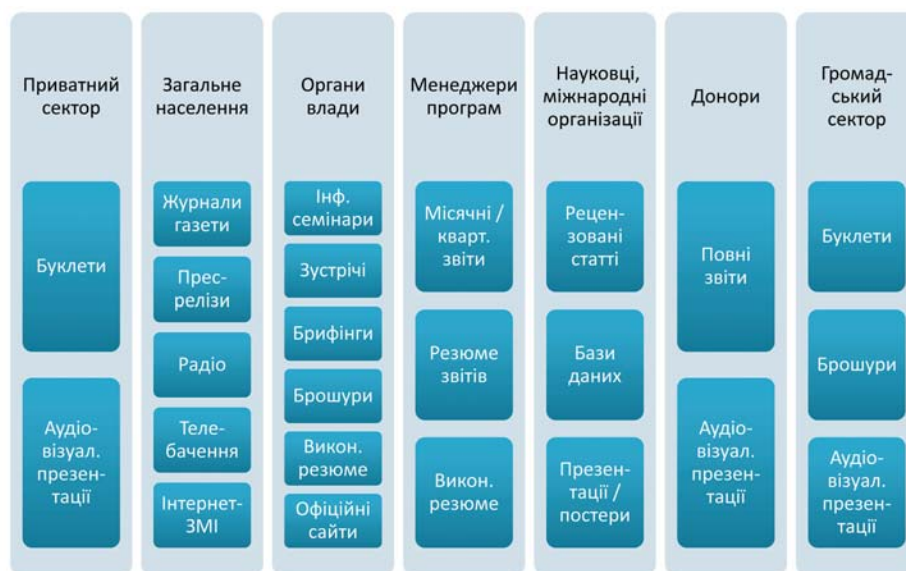 Приватний
сектор
Буклети
Аудіо-
візуал.
презен-
тації
Загальне
населення
Журнали
газети
Прес-
релізи
Радіо
Теле-
бачення
Інтернет-
ЗМІ
Органи
влади
Інф.
семінари
Зустрічі
Брифінги
Брошури
Викон.
резюме
Офіційні
сайти
Менеджери
програм
Місячні /
кварт.
звіти
Резюме
звітів
Викон.
резюме
Науковці,
міжнародні
організації
Рецен-
зовані
статті
Бази
даних
Презен-
тації /
постери
Донори
Повні
звіти
Аудіо-
візуал.
презен-
тації
Громад-
ський
сектор
Буклети
Брошури
Аудіо-
візуал.
презен-
тації